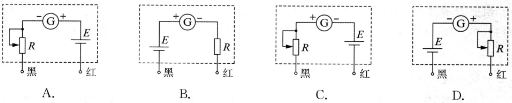 − G + R E 黑 红 A.
+ G − E R 黑 红 B.
+ G − R E 黑 红 C.
− G + E R 黑 红 D.